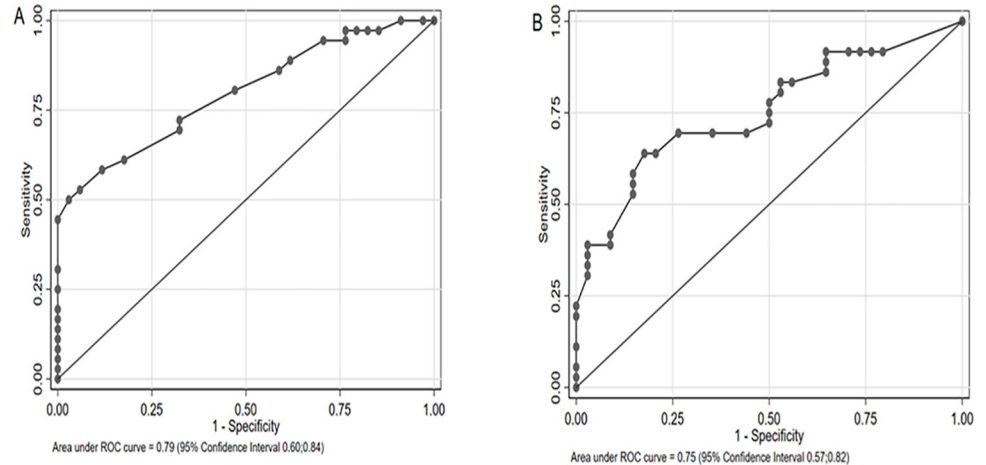 A
1.00
0.75
0.50
0.25
0.00
Sensitivity
0.00 0.25 0.50 0.75 1.00
1 - Specificity
Area under ROC curve = 0.79 (95% Confidence Interval 0.60;0.84)
B
1.00
0.75
0.50
0.25
0.00
Sensitivity
0.00 0.25 0.50 0.75 1.00
1 - Specificity
Area under ROC curve = 0.75 (95% Confidence Interval 0.57;0.82)